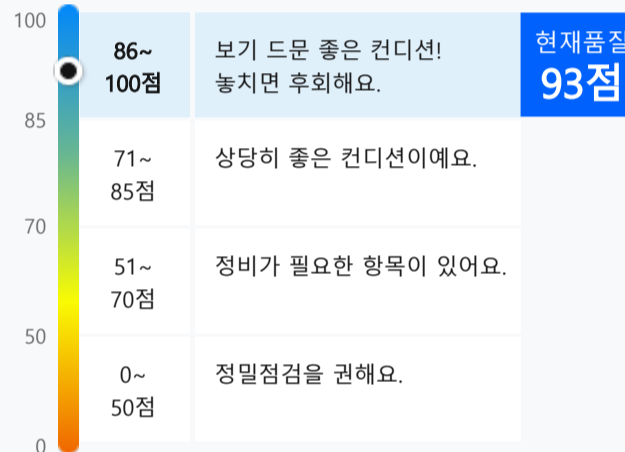 100
86~
100점
보기 드문 좋은 컨디션!
놓치면 후회해요.
현재품질
93점
85
71~
85점
상당히 좋은 컨디션이예요.
70
51~
70점
정비가 필요한 항목이 있어요.
50
0~
50점
정밀점검을 권해요.
0